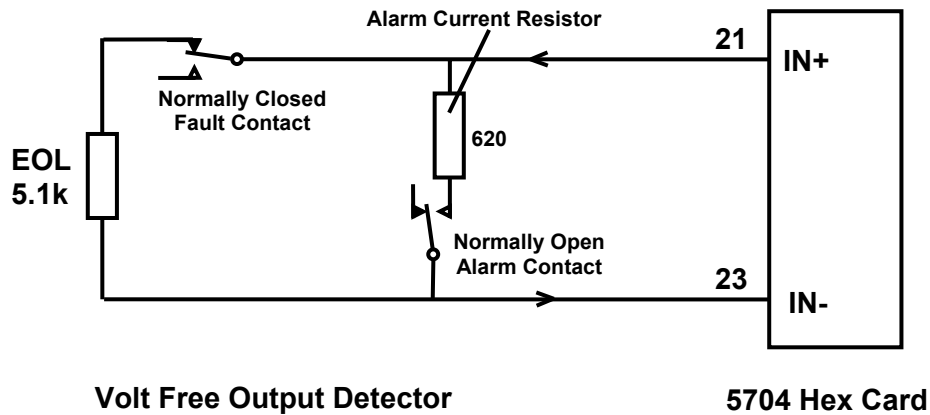 Alarm Current Resistor
21
IN+
Normally Closed
Fault Contact
620
EOL
5.1k
Normally Open
Alarm Contact
23
IN-
Volt Free Output Detector
5704 Hex Card